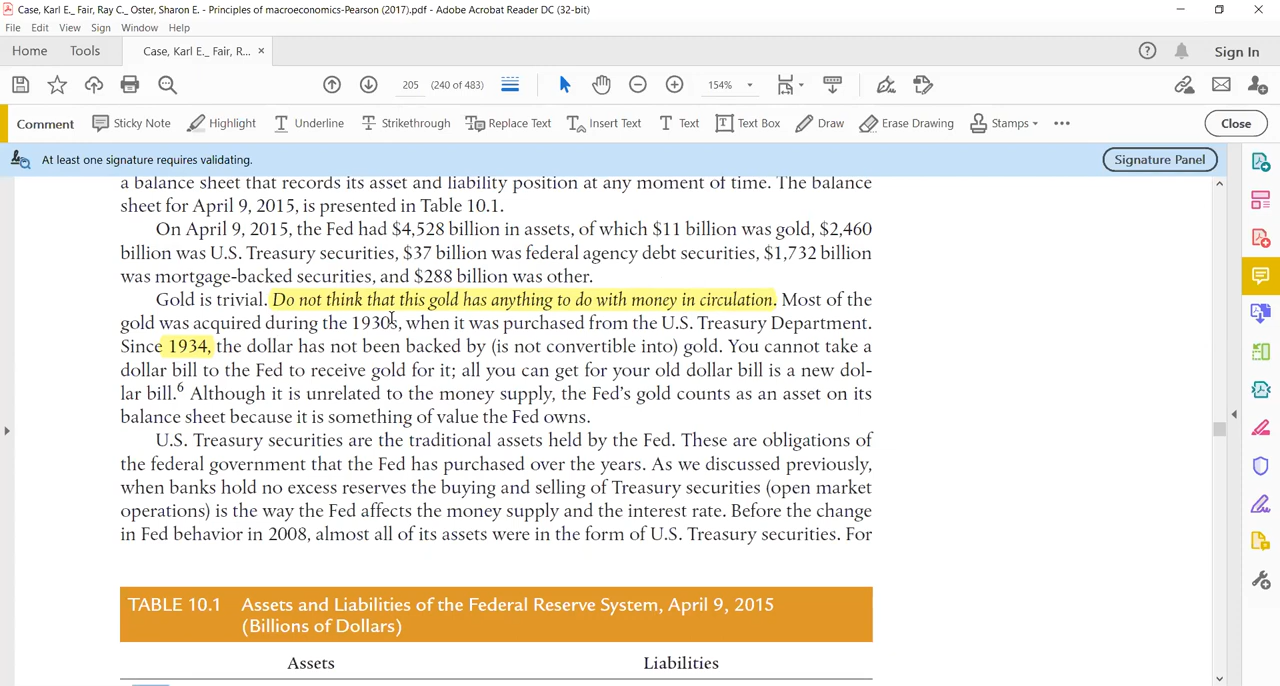 Case, Karl E._ Fair, Ray C._ Oster, Sharon E. - Principles of macroeconomics-Pearson (2017).pdf - Adobe Acrobat Reader DC (32-bit)
File Edit View Sign Window Help
Home Tools Case, Karl E._ Fair, R... × Sign In
205 (240 of 483) 154%
Comment Sticky Note Highlight Underline Strikethrough Replace Text Insert Text Text Text Box Draw Erase Drawing Stamps Close
At least one signature requires validating. Signature Panel
a balance sheet that records its asset and liability position at any moment of time. The balance
sheet for April 9, 2015, is presented in Table 10.1.
On April 9, 2015, the Fed had $4,528 billion in assets, of which $11 billion was gold, $2,460
billion was U.S. Treasury securities, $37 billion was federal agency debt securities, $1,732 billion
was mortgage-backed securities, and $288 billion was other.
Gold is trivial. Do not think that this gold has anything to do with money in circulation. Most of the
gold was acquired during the 1930s, when it was purchased from the U.S. Treasury Department.
Since 1934, the dollar has not been backed by (is not convertible into) gold. You cannot take a
dollar bill to the Fed to receive gold for it; all you can get for your old dollar bill is a new dol-
lar bill.6 Although it is unrelated to the money supply, the Fed's gold counts as an asset on its
balance sheet because it is something of value the Fed owns.
U.S. Treasury securities are the traditional assets held by the Fed. These are obligations of
the federal government that the Fed has purchased over the years. As we discussed previously,
when banks hold no excess reserves the buying and selling of Treasury securities (open market
operations) is the way the Fed affects the money supply and the interest rate. Before the change
in Fed behavior in 2008, almost all of its assets were in the form of U.S. Treasury securities. For
TABLE 10.1 Assets and Liabilities of the Federal Reserve System, April 9, 2015
(Billions of Dollars)
Assets Liabilities